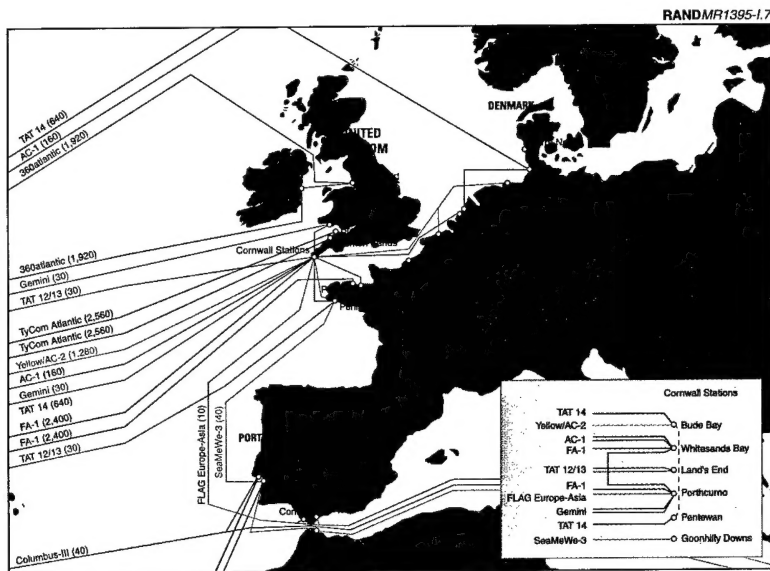 RANDMR1395-I.7
DENMARK
TAT 14 (640)
AC-1 (160)
360atlantic (1,920)
Cornwall Stations
360atlantic (1,920)
Gemini (30)
TAT 12/13 (30)
TyCom Atlantic (2,560)
TyCom Atlantic (2,560)
Yellow/AC-2 (1,280)
AC-1 (160)
Gemini (30)
TAT 14 (640)
FA-1 (2,400)
FA-1 (2,400)
TAT 12/13 (30)
Columbus-III (40)
FLAG Europe-Asia (10)
SeaMeWe-3 (40)
PORT
Cornwall Stations
TAT 14
Yellow/AC-2
Bude Bay
AC-1
FA-1
Whitesands Bay
TAT 12/13
Land's End
FA-1
FLAG Europe-Asia
Porthcurno
Gemini
TAT 14
Pentewan
SeaMeWe-3
Goonhilly Downs